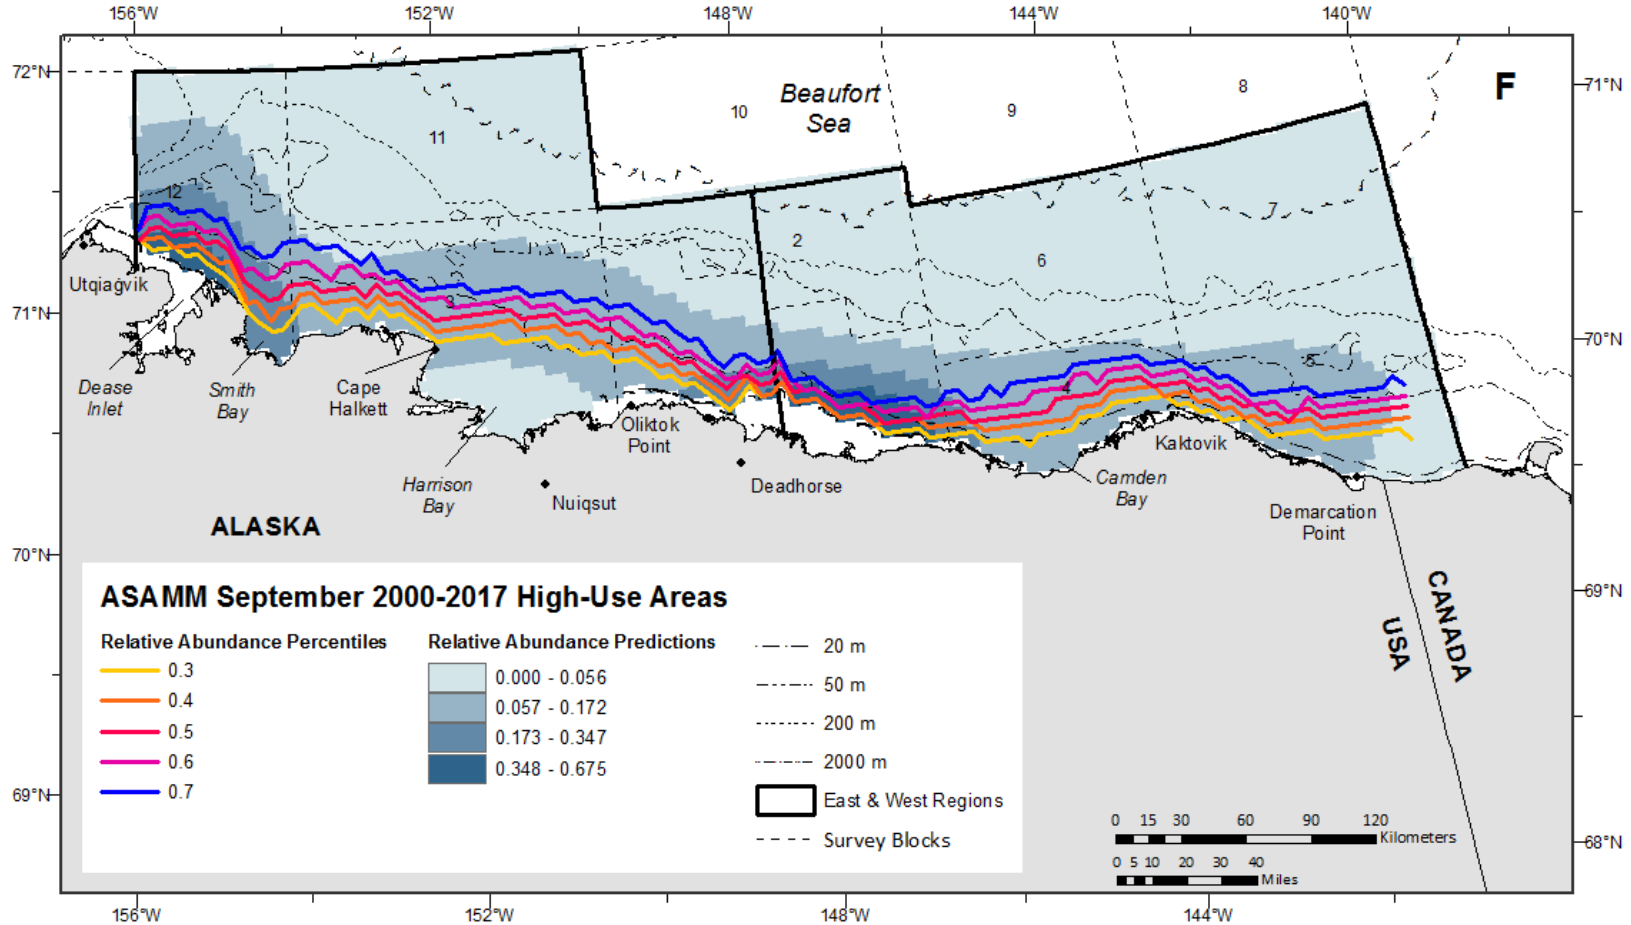 156°W 152°W 148°W 144°W 140°W
72°N
71°N
70°N
69°N
71°N
70°N
69°N
68°N
F
Beaufort
Sea
8
9
10
11
12
2
7
6
3
5
4
Utqiaġvik
Dease
Inlet
Smith
Bay
Cape
Halkett
Harrison
Bay
Oliktok
Point
Nuiqsut
Deadhorse
Kaktovik
Camden
Bay
Demarcation
Point
ALASKA
CANADA
USA
ASAMM September 2000-2017 High-Use Areas
Relative Abundance Percentiles
0.3
0.4
0.5
0.6
0.7
Relative Abundance Predictions
0.000 - 0.056
0.057 - 0.172
0.173 - 0.347
0.348 - 0.675
20 m
50 m
200 m
2000 m
East & West Regions
Survey Blocks
0 15 30 60 90 120
Kilometers
0 5 10 20 30 40
Miles
156°W 152°W 148°W 144°W